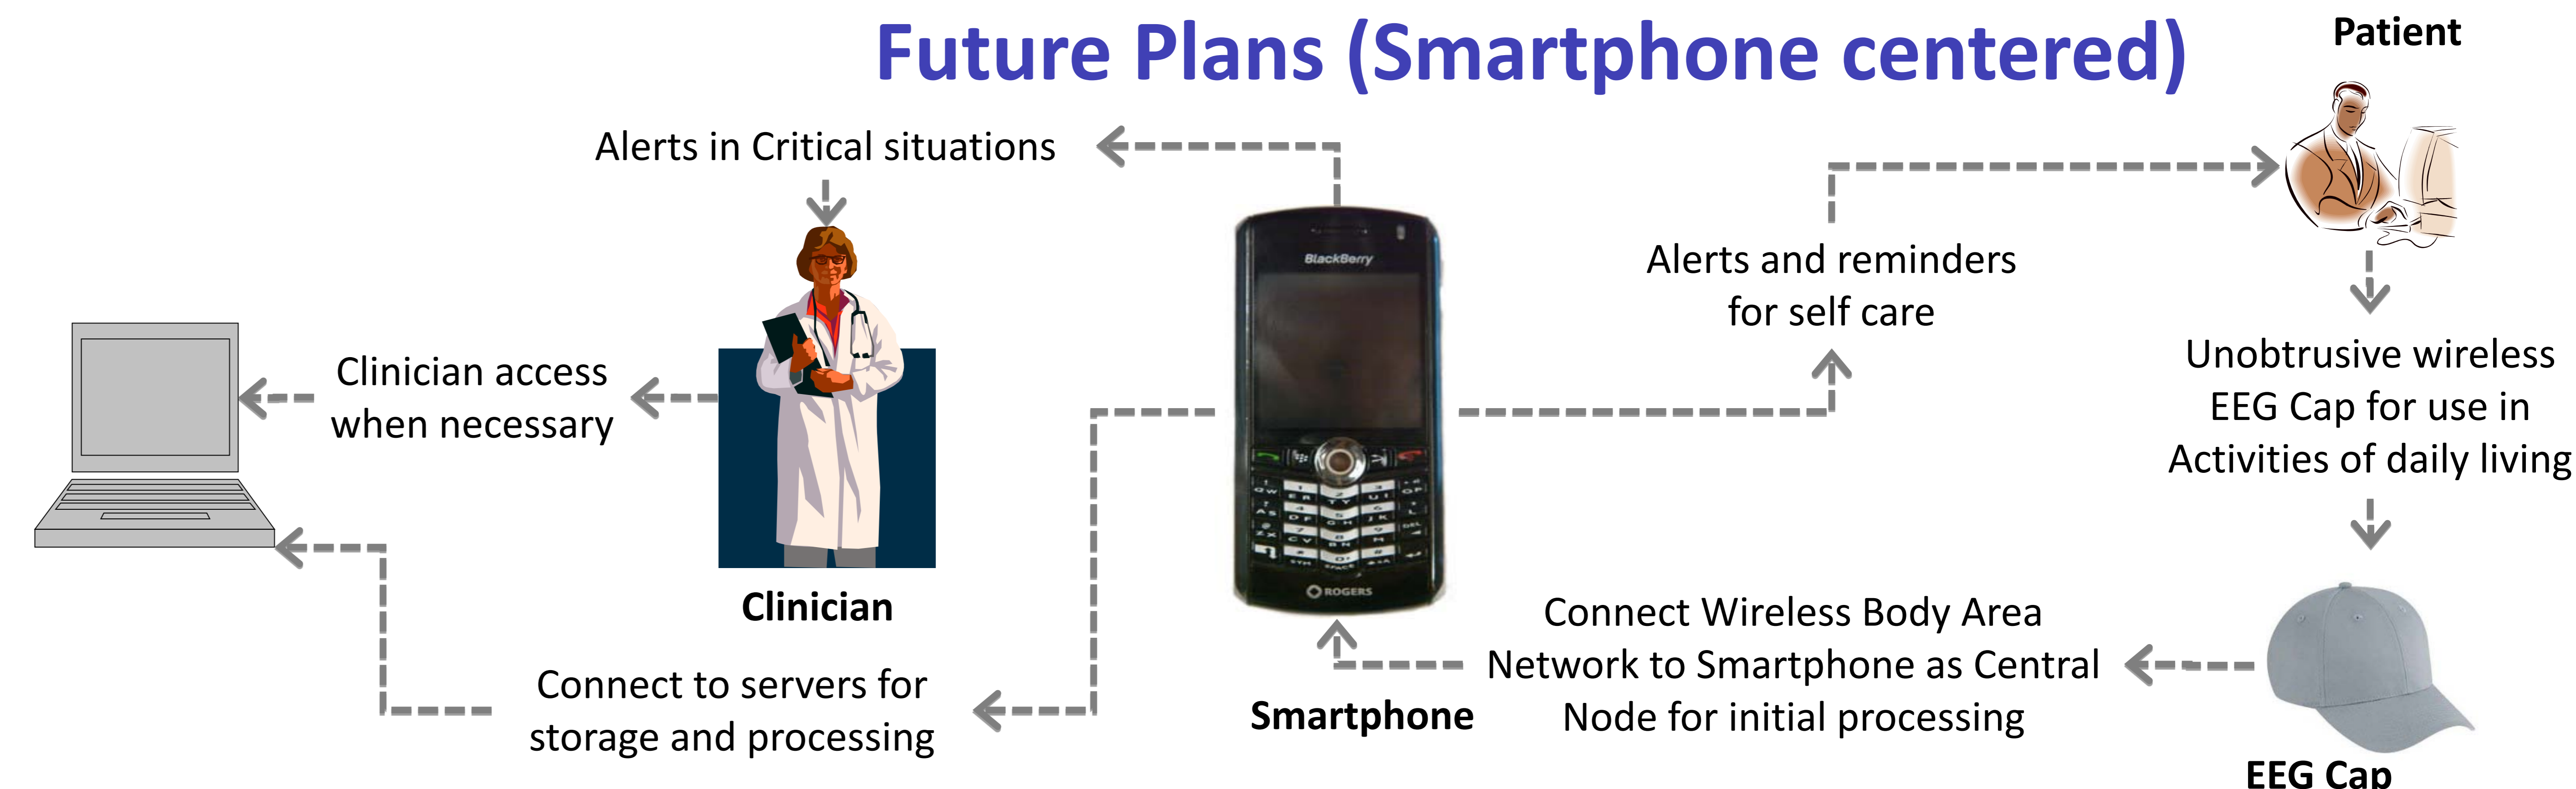 Future Plans (Smartphone centered)
Patient
Alerts in Critical situations
BlackBerry
Alerts and reminders
for self care
Clinician access
when necessary
Unobtrusive wireless
EEG Cap for use in
Activities of daily living
ROGERS
Clinician
Connect to servers for
storage and processing
Smartphone
Connect Wireless Body Area
Network to Smartphone as Central
Node for initial processing
EEG Cap